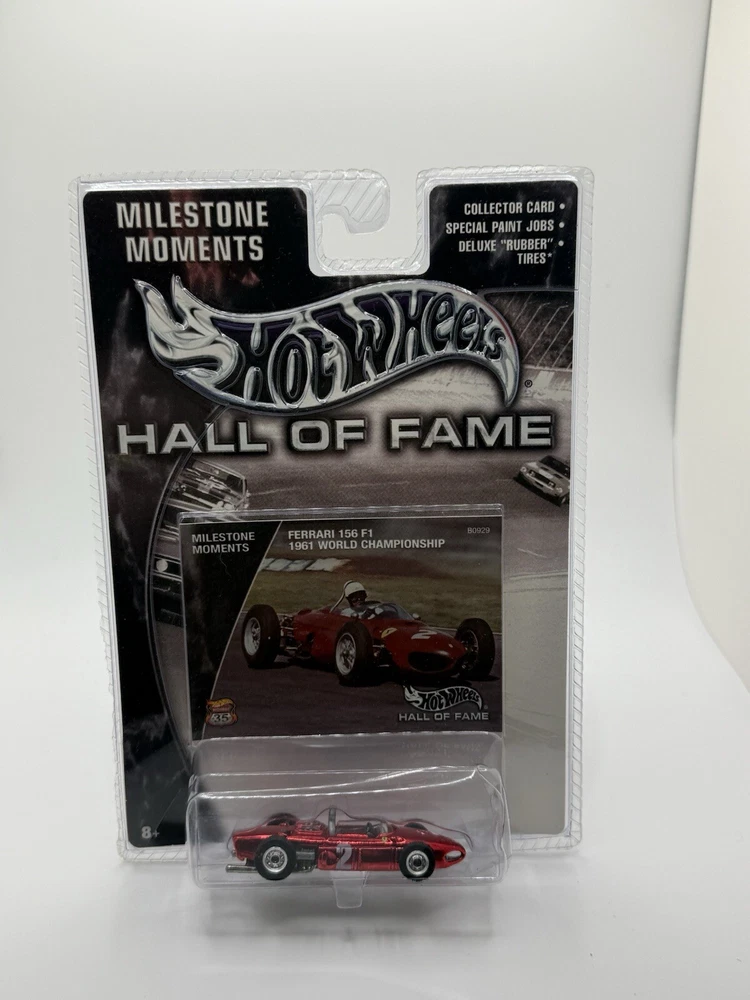 MILESTONE
MOMENTS
COLLECTOR CARD •
SPECIAL PAINT JOBS •
DELUXE "RUBBER" •
TIRES*
HOT WHEELS
®
HALL OF FAME
MILESTONE
MOMENTS
FERRARI 156 F1
1961 WORLD CHAMPIONSHIP
B0929
2
35
HOT WHEELS
HALL OF FAME
8+
2